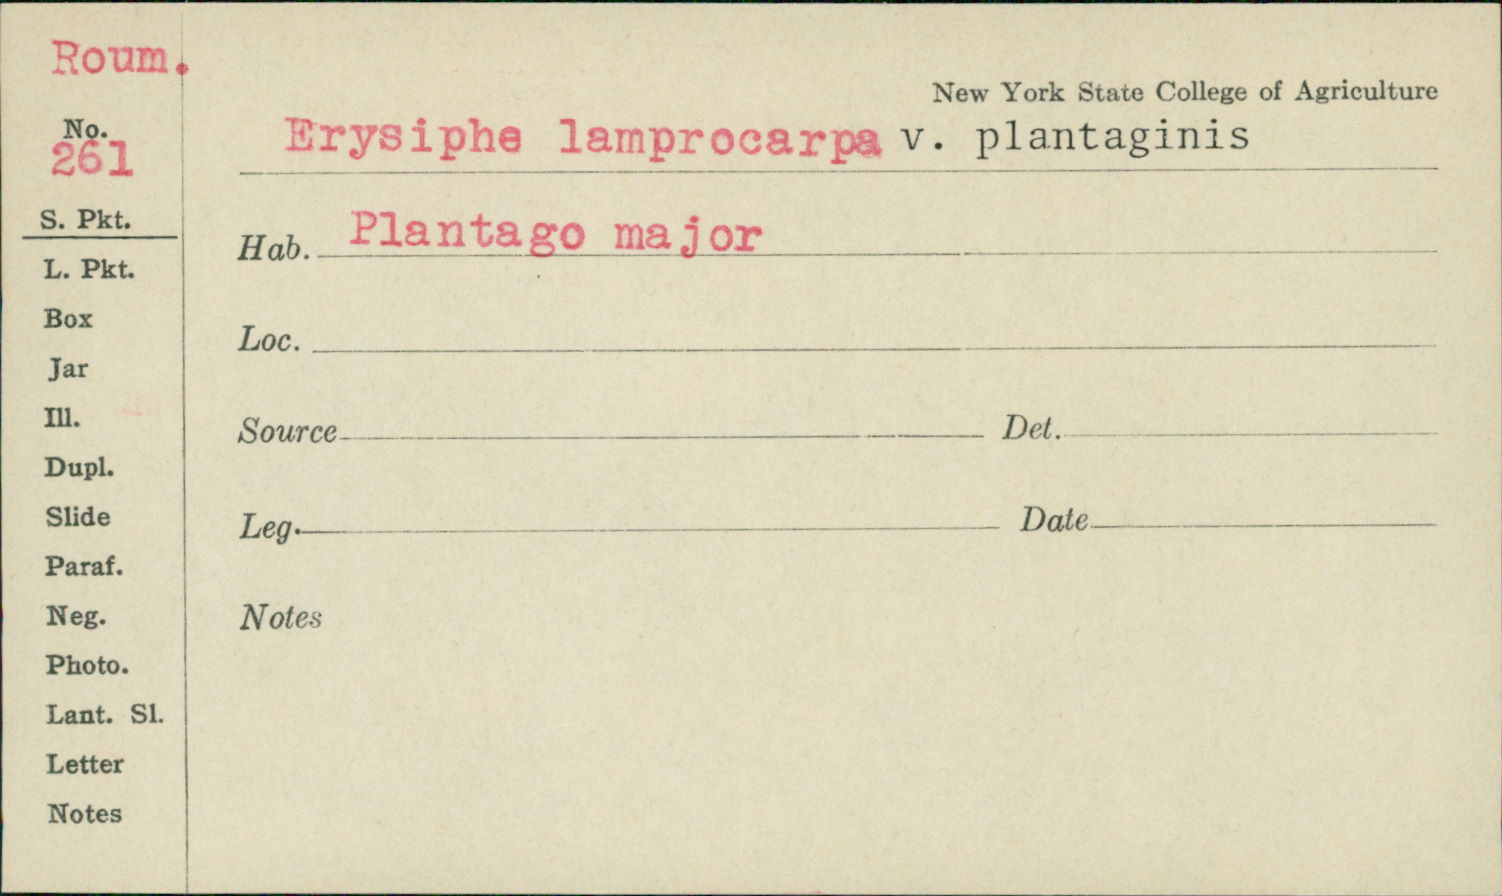 Roum.
No.
261
S. Pkt.
L. Pkt.
Box
Jar
Ill.
Dupl.
Slide
Paraf.
Neg.
Photo.
Lant. Sl.
Letter
Notes
New York State College of Agriculture
Erysiphe lamprocarpa v. plantaginis
Hab. Plantago major
Loc.
Source Det.
Leg. Date
Notes